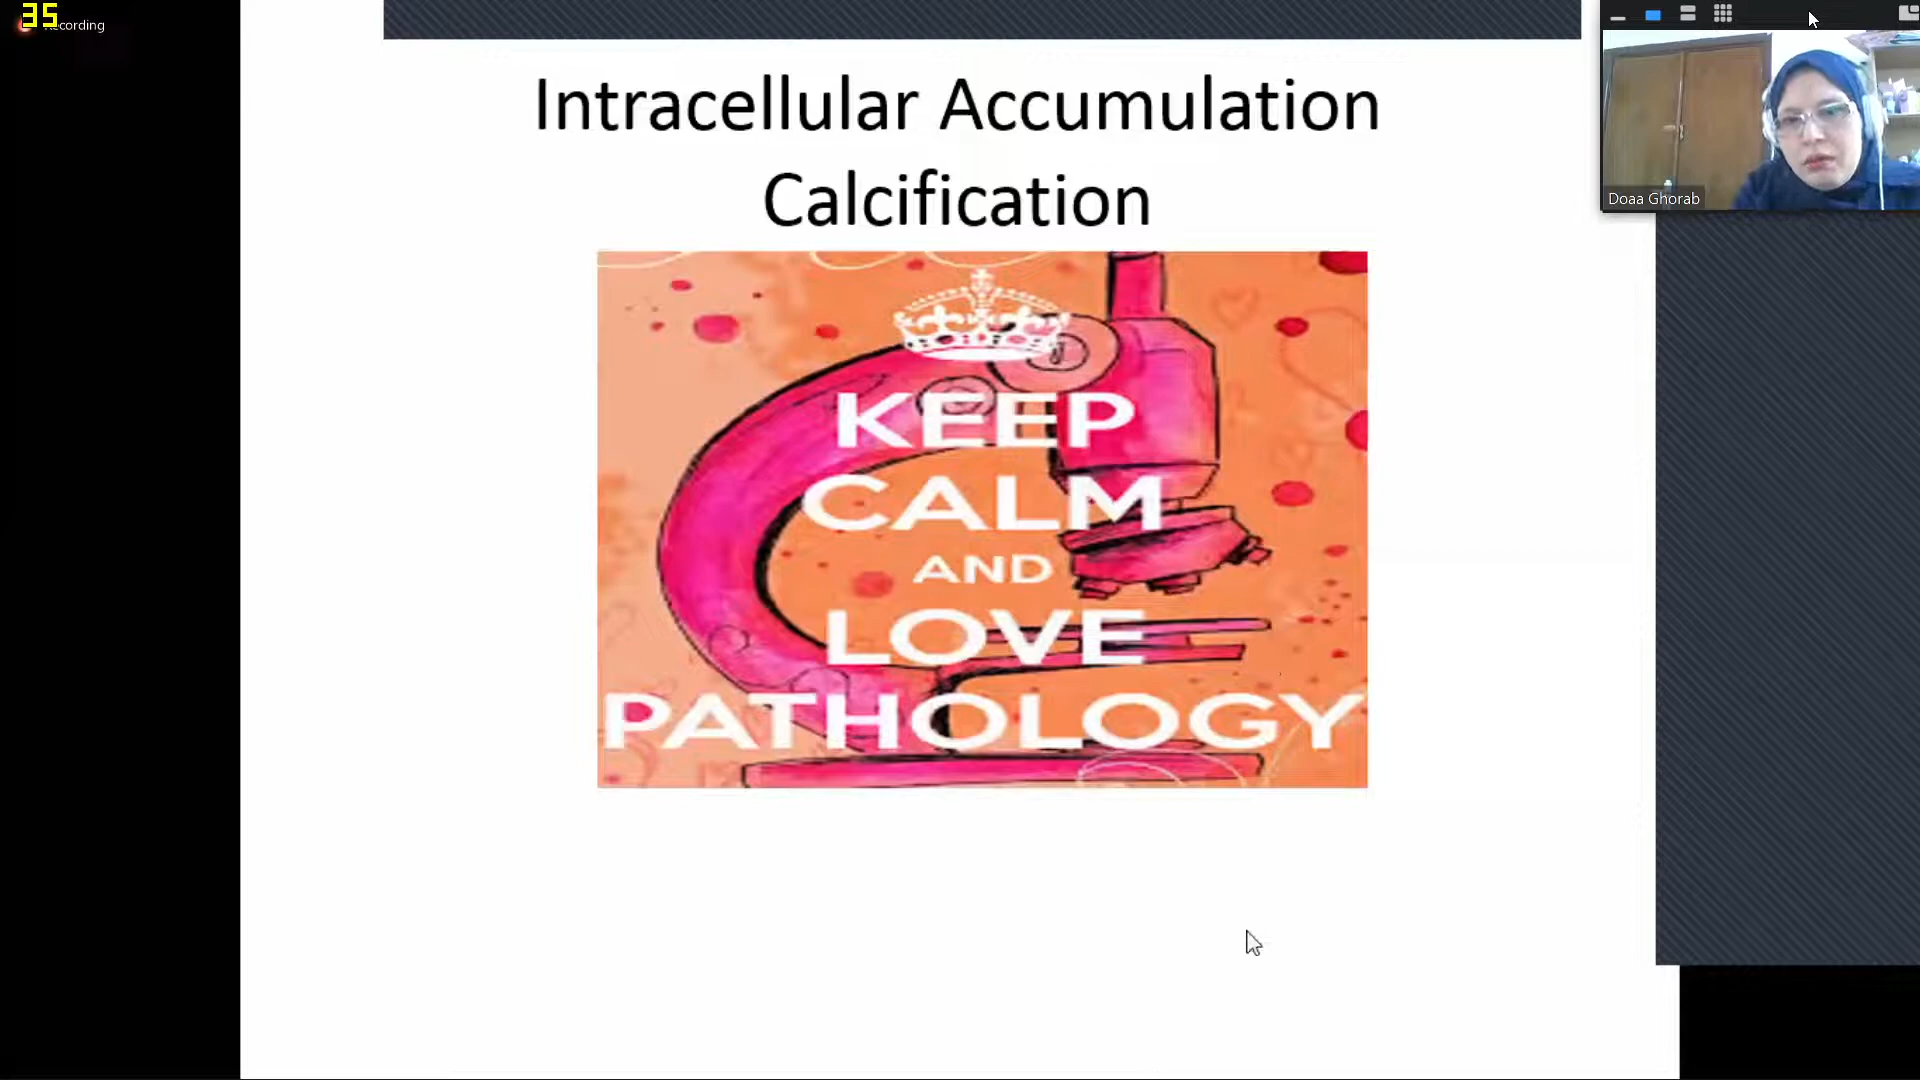 35
Recording
Intracellular Accumulation
Calcification
KEEP
CALM
AND
LOVE
PATHOLOGY
Doaa Ghorab